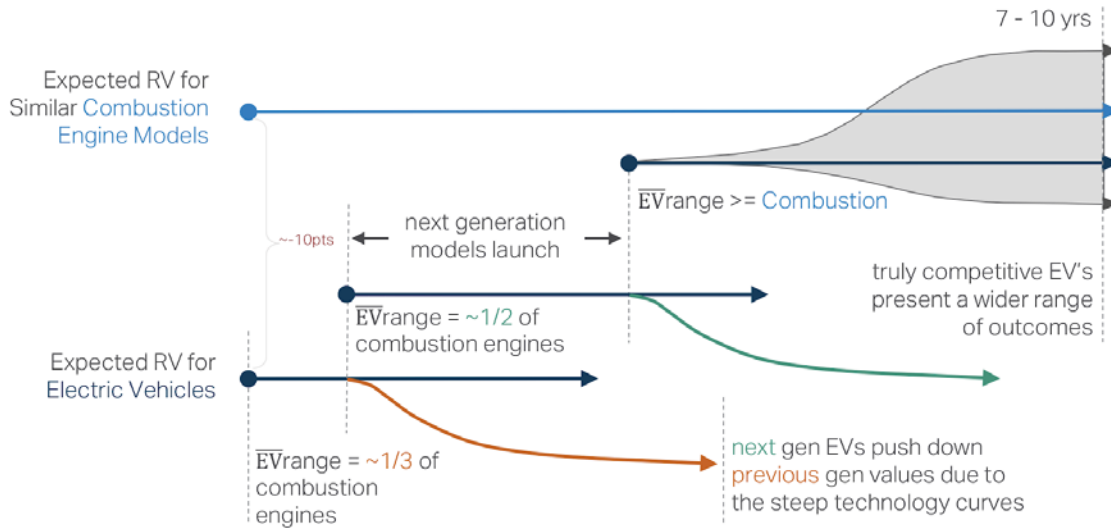 7 - 10 yrs
Expected RV for
Similar Combustion
Engine Models
EVrange >= Combustion
next generation
models launch
~-10pts
truly competitive EV's
present a wider range
of outcomes
EVrange = ~1/2 of
combustion engines
Expected RV for
Electric Vehicles
EVrange = ~1/3 of
combustion
engines
next gen EVs push down
previous gen values due to
the steep technology curves